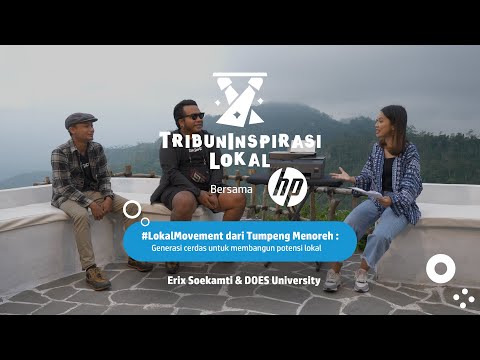 TRIBUNINSPIRASI
LOKAL
Bersama
hp
#LokalMovement dari Tumpeng Menoreh :
Generasi cerdas untuk membangun potensi lokal
Erix Soekamti & DOES University